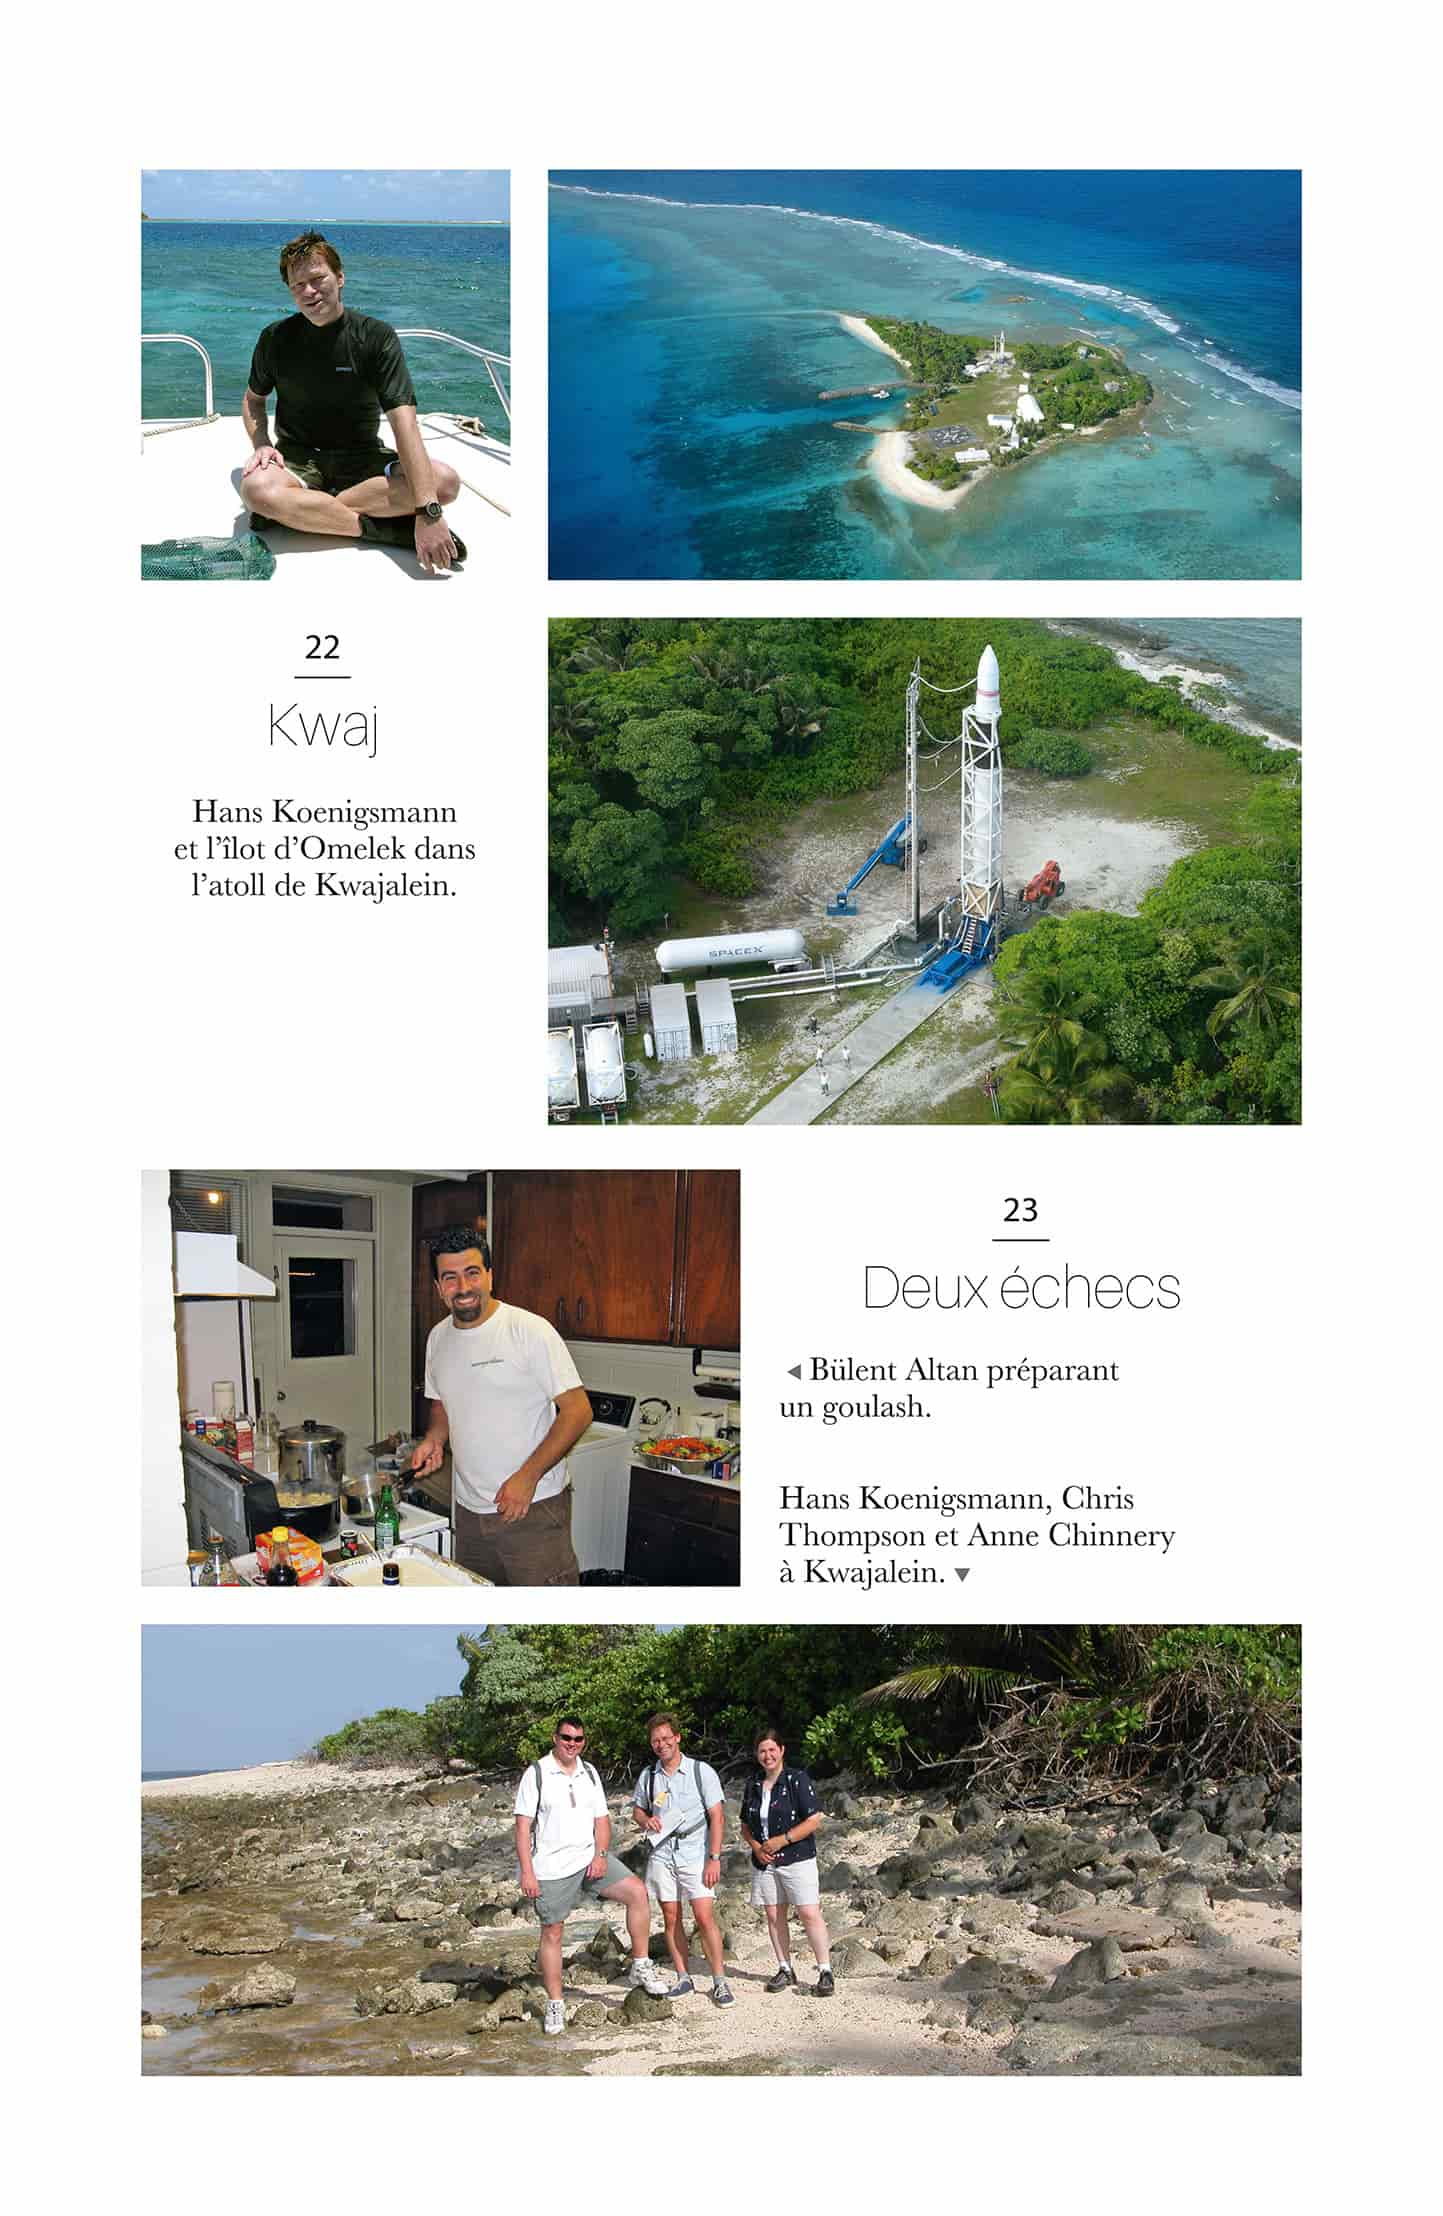 22
Kwaj
Hans Koenigsmann
et l’îlot d’Omelek dans
l’atoll de Kwajalein.
SPACEX
23
Deux échecs
◀ Bülent Altan préparant
un goulash.
Hans Koenigsmann, Chris
Thompson et Anne Chinnery
à Kwajalein. ▼